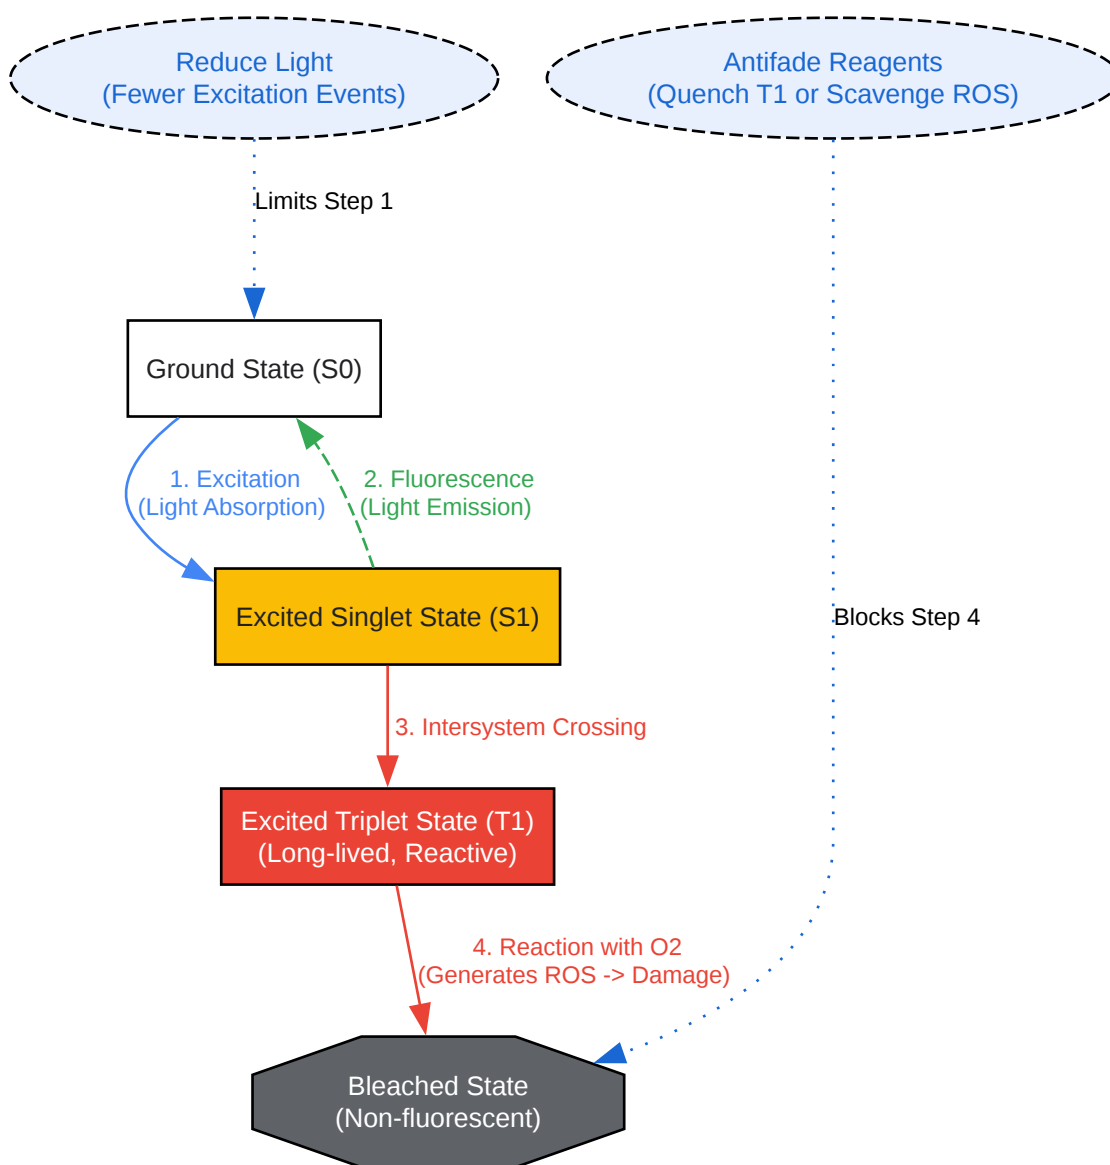 Reduce Light
(Fewer Excitation Events)
Antifade Reagents
(Quench T1 or Scavenge ROS)
Limits Step 1
Ground State (S0)
1. Excitation
(Light Absorption)
2. Fluorescence
(Light Emission)
Excited Singlet State (S1)
Blocks Step 4
3. Intersystem Crossing
Excited Triplet State (T1)
(Long-lived, Reactive)
4. Reaction with O2
(Generates ROS -> Damage)
Bleached State
(Non-fluorescent)